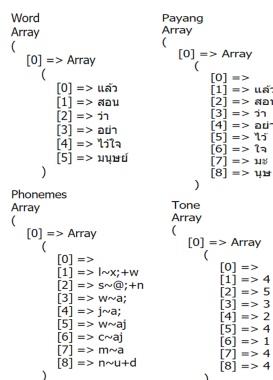 Word
Array
(
[0] => Array
(
[0] => แล้ว
[1] => สอน
[2] => ว่า
[3] => อย่า
[4] => ไว้ใจ
[5] => มนุษย์
)
Payang
Array
(
[0] => Array
(
[0] =>
[1] => แล้ว
[2] => สอน
[3] => ว่า
[4] => อย่า
[5] => ไว้
[6] => ใจ
[7] => มะ
[8] => นุษ
)
Phonemes
Array
(
[0] => Array
(
[0] =>
[1] => l~x;+w
[2] => s~@;+n
[3] => w~a;
[4] => j~a;
[5] => w~aj
[6] => c~aj
[7] => m~a
[8] => n~u+d
)
Tone
Array
(
[0] => Array
(
[0] =>
[1] => 4
[2] => 5
[3] => 3
[4] => 2
[5] => 4
[6] => 1
[7] => 4
[8] => 4
)